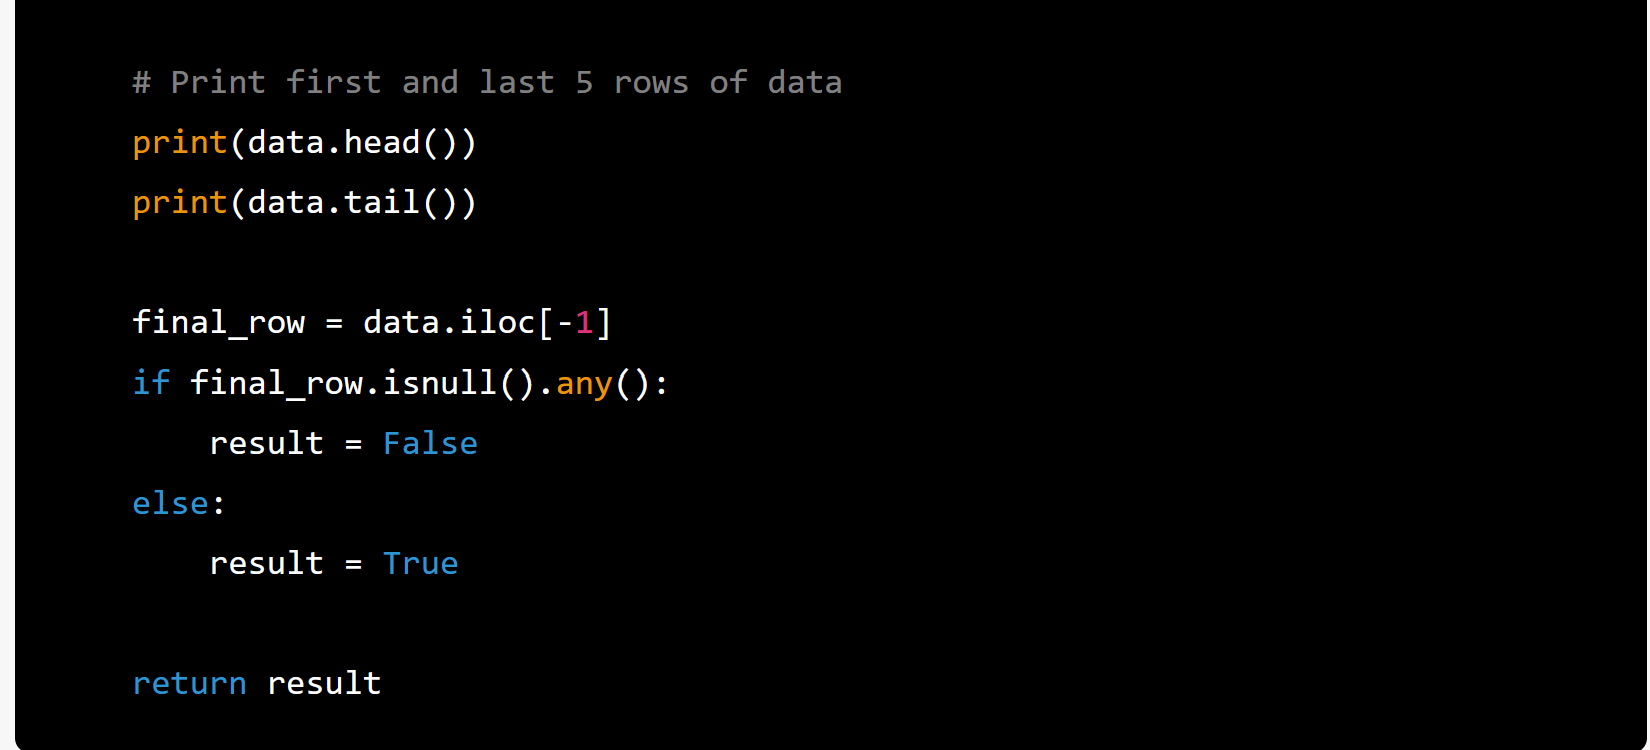 # Print first and last 5 rows of data
print(data.head())
print(data.tail())
final_row = data.iloc[-1]
if final_row.isnull().any():
    result = False
else:
    result = True
return result